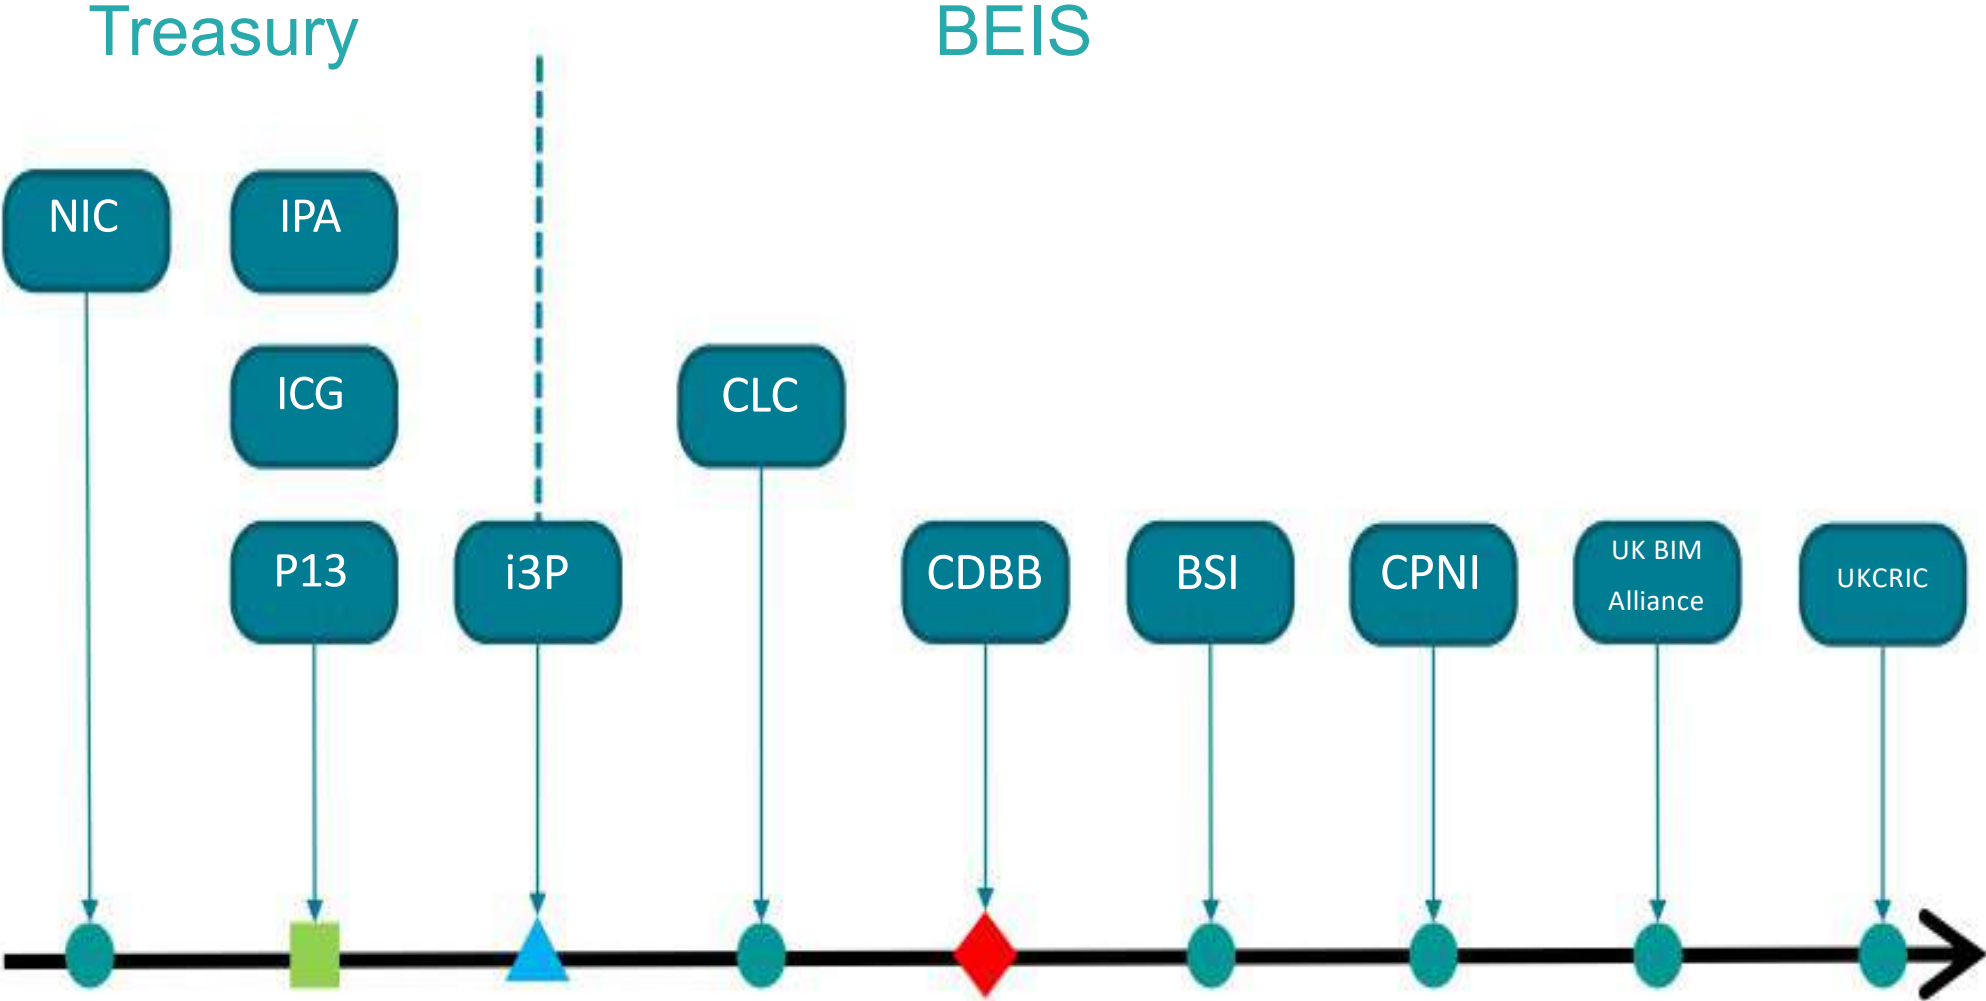 Treasury
BEIS
NIC
IPA
ICG
CLC
P13
i3P
CDBB
BSI
CPNI
UK BIM
Alliance
UKCRIC